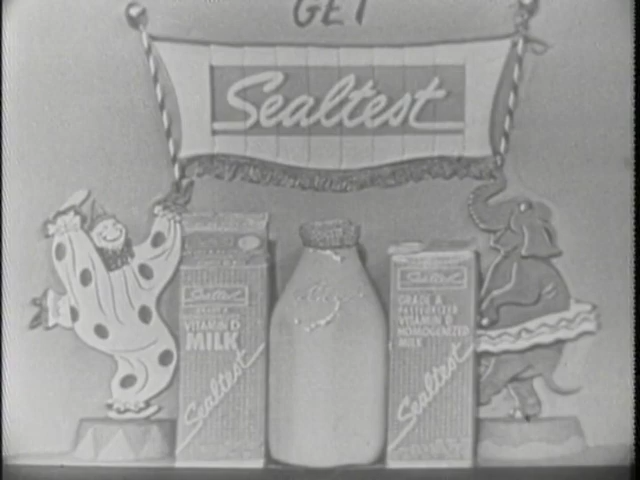 GET
Sealtest
Sealtest
VITAMIN D
MILK
Sealtest
Sealtest
GRADE A
PASTEURIZED
VITAMIN D
HOMOGENIZED
MILK
Sealtest